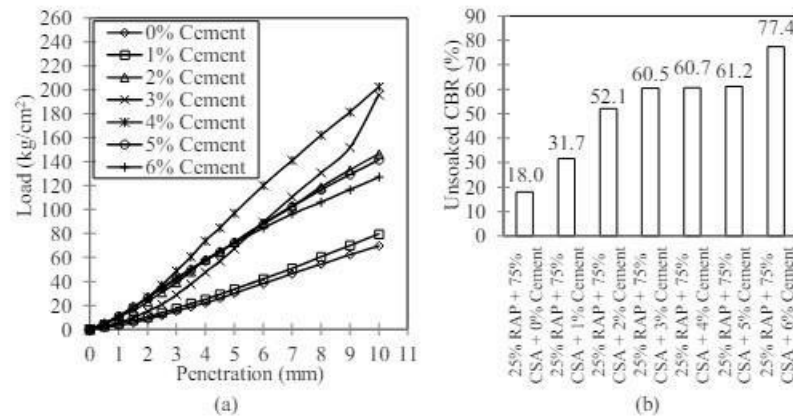 260
240
220
200
180
160
140
120
100
80
60
40
20
0
Load (kg/cm²)
0% Cement
1% Cement
2% Cement
3% Cement
4% Cement
5% Cement
6% Cement
0 1 2 3 4 5 6 7 8 9 10 11
Penetration (mm)
(a)
90
80
70
60
50
40
30
20
10
0
Unsoaked CBR (%)
18.0
31.7
52.1
60.5
60.7
61.2
77.4
25% RAP + 75%
CSA + 0% Cement
25% RAP + 75%
CSA + 1% Cement
25% RAP + 75%
CSA + 2% Cement
25% RAP + 75%
CSA + 3% Cement
25% RAP + 75%
CSA + 4% Cement
25% RAP + 75%
CSA + 5% Cement
25% RAP + 75%
CSA + 6% Cement
(b)